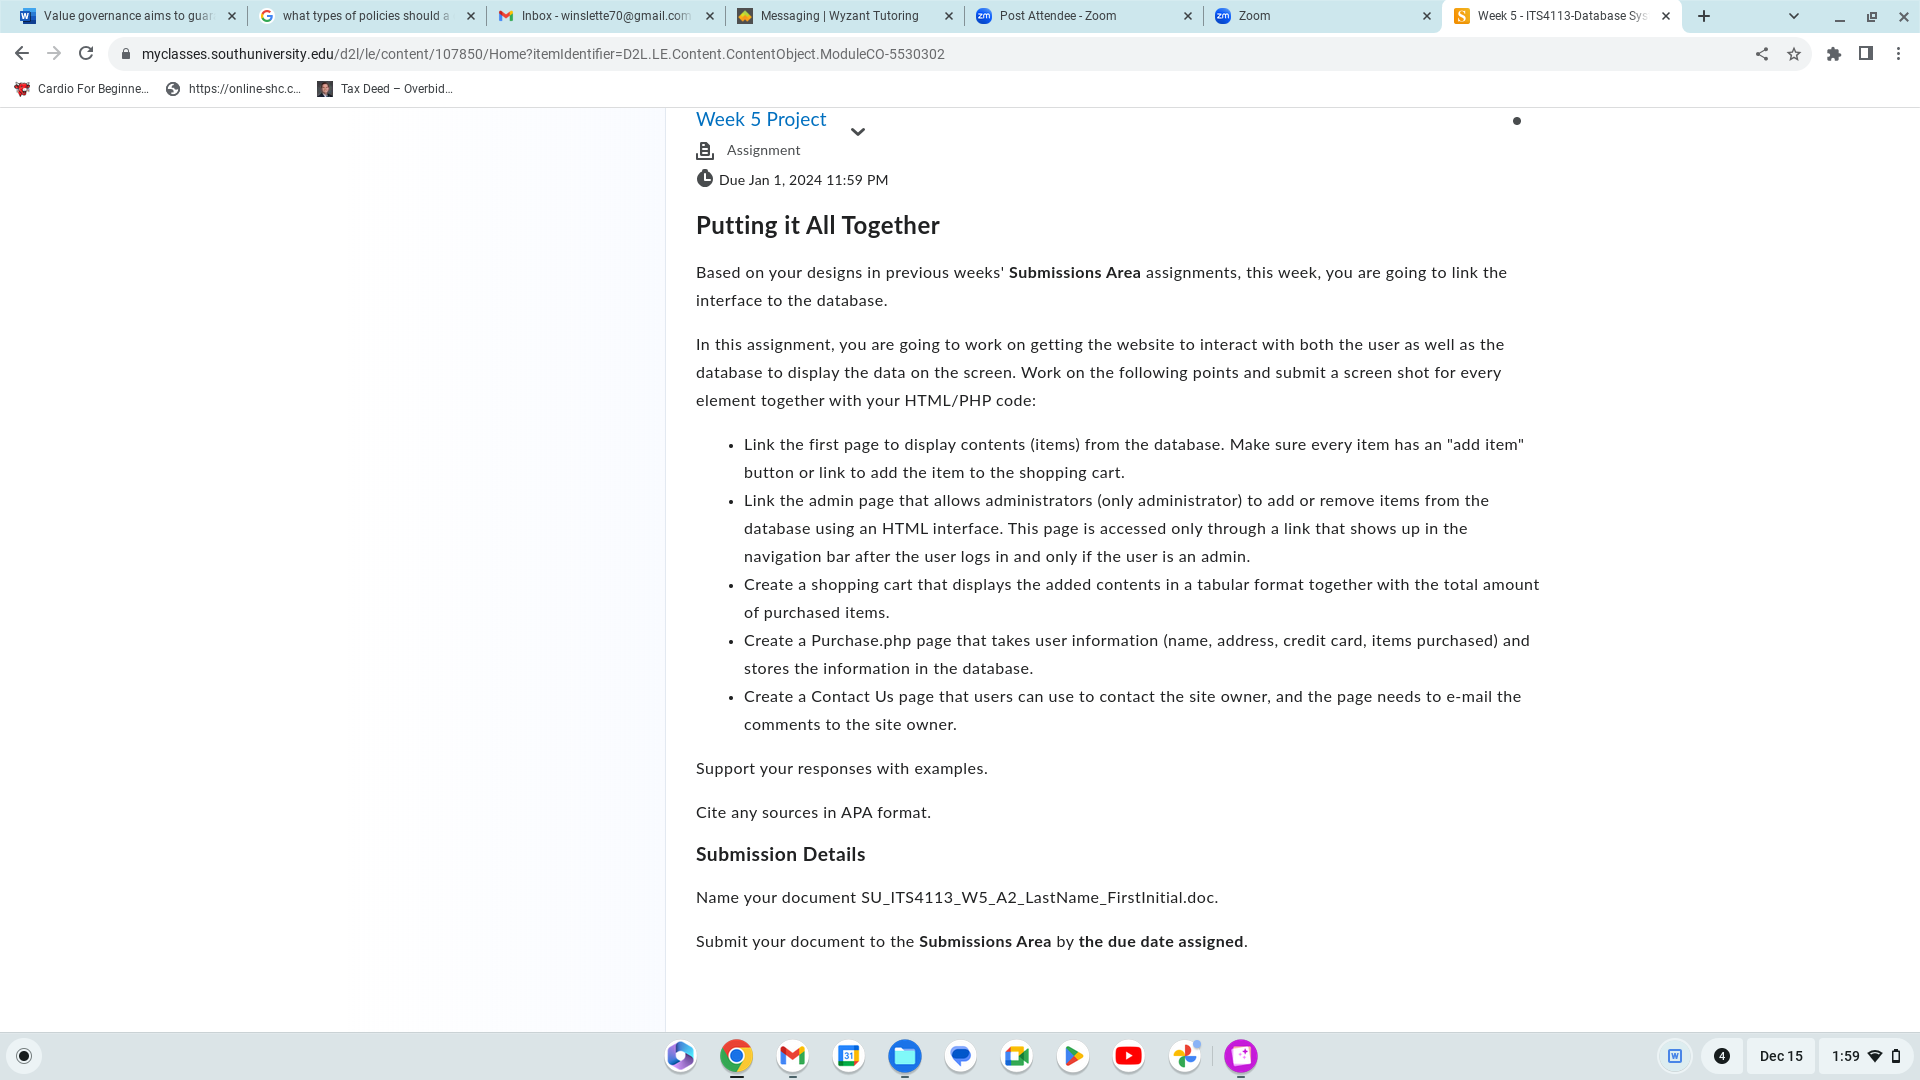 Value governance aims to guar
what types of policies should a
Inbox - winslette70@gmail.com
Messaging | Wyzant Tutoring
Post Attendee - Zoom
Zoom
Week 5 - ITS4113-Database Sys
myclasses.southuniversity.edu/d2l/le/content/107850/Home?itemIdentifier=D2L.LE.Content.ContentObject.ModuleCO-5530302
Cardio For Beginne...
https://online-shc.c...
Tax Deed – Overbid...
Week 5 Project
Assignment
Due Jan 1, 2024 11:59 PM
Putting it All Together
Based on your designs in previous weeks' Submissions Area assignments, this week, you are going to link the
interface to the database.
In this assignment, you are going to work on getting the website to interact with both the user as well as the
database to display the data on the screen. Work on the following points and submit a screen shot for every
element together with your HTML/PHP code:
• Link the first page to display contents (items) from the database. Make sure every item has an "add item"
button or link to add the item to the shopping cart.
• Link the admin page that allows administrators (only administrator) to add or remove items from the
database using an HTML interface. This page is accessed only through a link that shows up in the
navigation bar after the user logs in and only if the user is an admin.
• Create a shopping cart that displays the added contents in a tabular format together with the total amount
of purchased items.
• Create a Purchase.php page that takes user information (name, address, credit card, items purchased) and
stores the information in the database.
• Create a Contact Us page that users can use to contact the site owner, and the page needs to e-mail the
comments to the site owner.
Support your responses with examples.
Cite any sources in APA format.
Submission Details
Name your document SU_ITS4113_W5_A2_LastName_FirstInitial.doc.
Submit your document to the Submissions Area by the due date assigned.
31
4
Dec 15
1:59